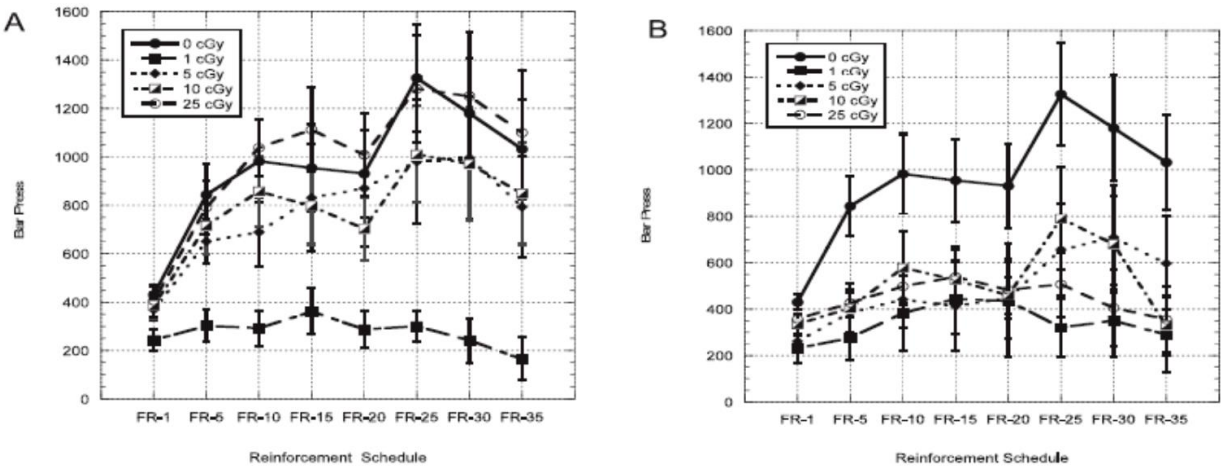 A
Bar Press
1600
1400
1200
1000
800
600
400
200
0
0 cGy
1 cGy
5 cGy
10 cGy
25 cGy
FR-1 FR-5 FR-10 FR-15 FR-20 FR-25 FR-30 FR-35
Reinforcement Schedule
B
Bar Press
1600
1400
1200
1000
800
600
400
200
0
0 cGy
1 cGy
5 cGy
10 cGy
25 cGy
FR-1 FR-5 FR-10 FR-15 FR-20 FR-25 FR-30 FR-35
Reinforcement Schedule